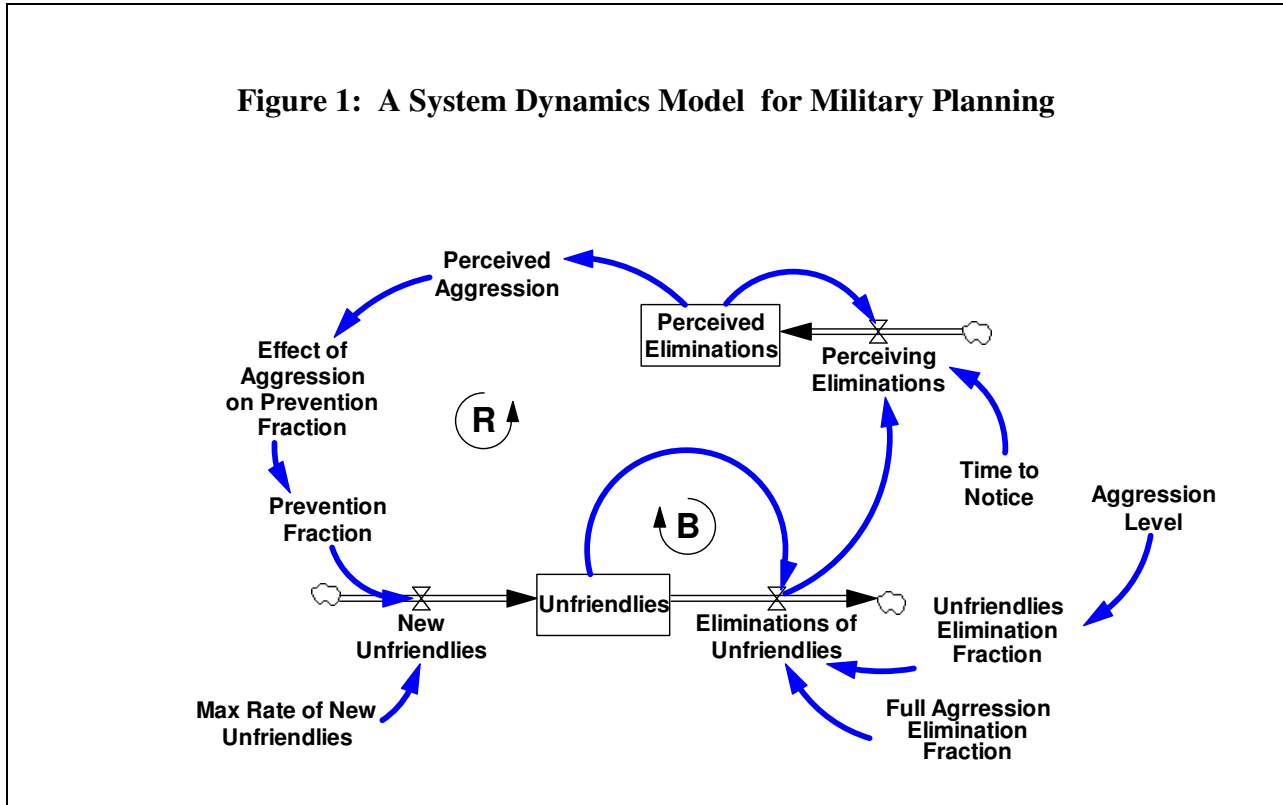 Figure 1: A System Dynamics Model for Military Planning
Perceived
Aggression
Perceived
Eliminations
Perceiving
Eliminations
Effect of
Aggression
on Prevention
Fraction
R
Time to
Notice
Aggression
Level
Prevention
Fraction
B
Unfriendlies
New
Unfriendlies
Eliminations of
Unfriendlies
Unfriendlies
Elimination
Fraction
Max Rate of New
Unfriendlies
Full Agrression
Elimination
Fraction